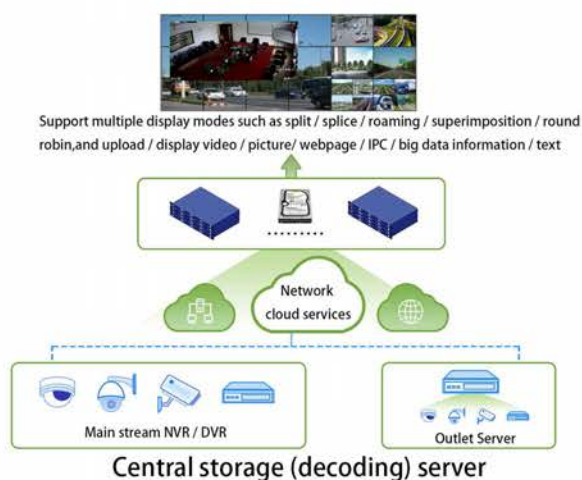 Support multiple display modes such as split / splice / roaming / superimposition / round
robin,and upload / display video / picture/ webpage / IPC / big data information / text
Network
cloud services
Main stream NVR / DVR
Outlet Server
Central storage (decoding) server